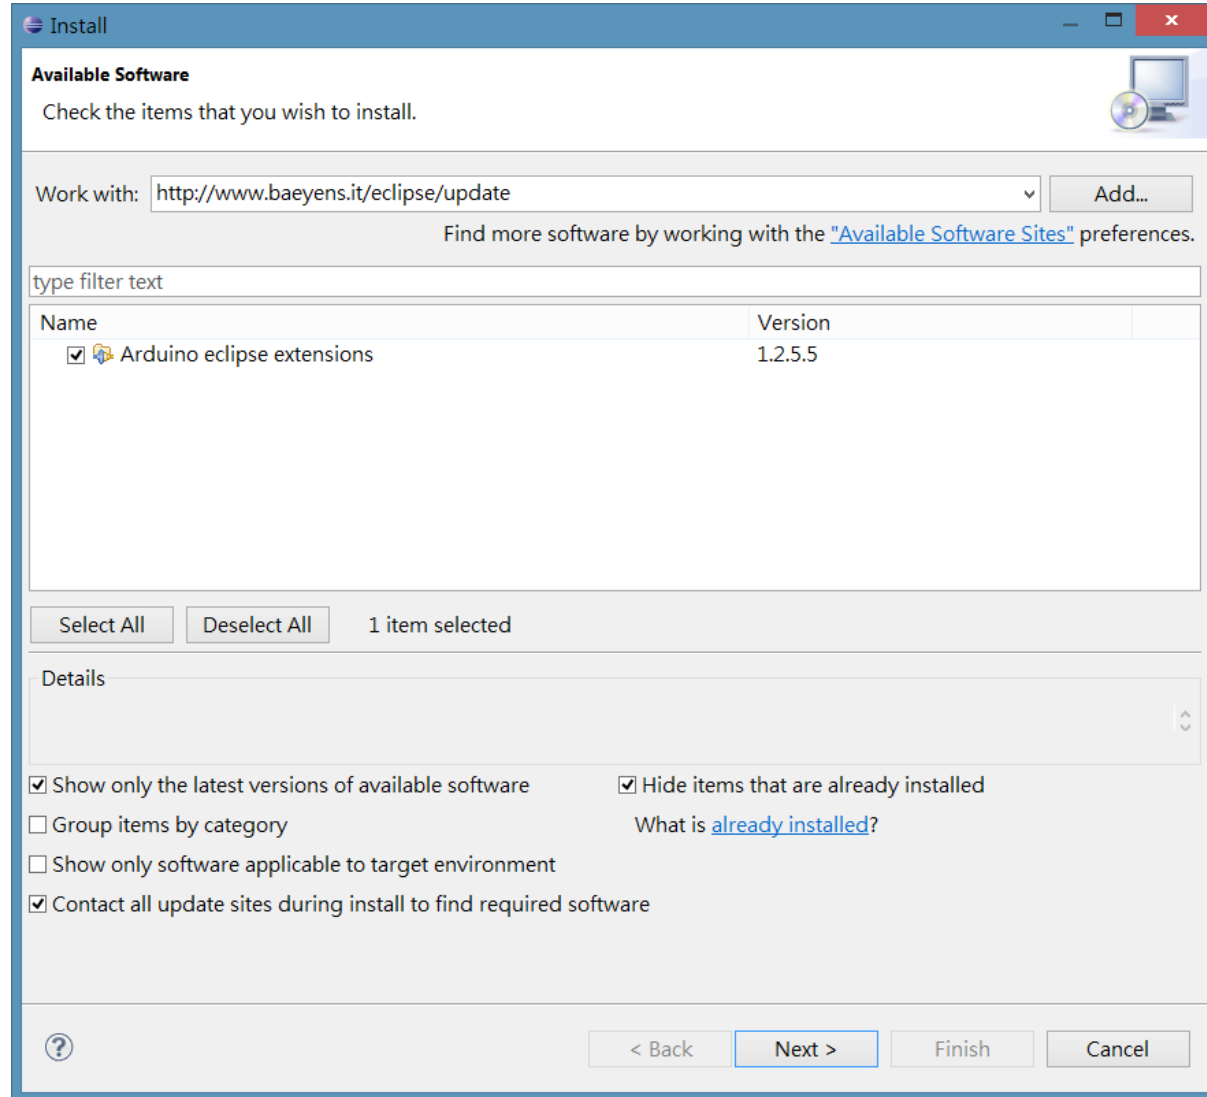 Install
Available Software
Check the items that you wish to install.
Work with: http://www.baeyens.it/eclipse/update Add...
Find more software by working with the "Available Software Sites" preferences.
type filter text
Name Version
Arduino eclipse extensions 1.2.5.5
Select All Deselect All 1 item selected
Details
Show only the latest versions of available software Hide items that are already installed
Group items by category What is already installed?
Show only software applicable to target environment
Contact all update sites during install to find required software
? < Back Next > Finish Cancel